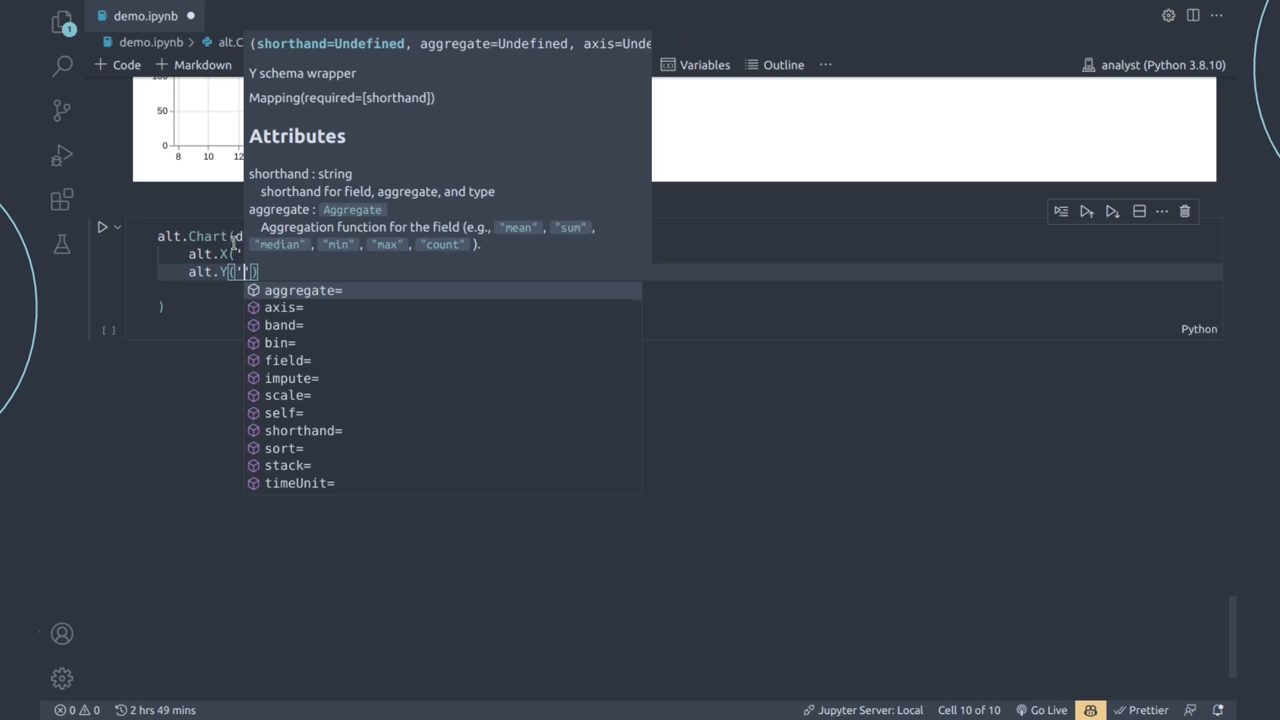 demo.ipynb
1
demo.ipynb > alt.C
(shorthand=Undefined, aggregate=Undefined, axis=Unde
+ Code + Markdown
Variables
Outline
···
analyst (Python 3.8.10)
Y schema wrapper
Mapping(required=[shorthand])
Attributes
shorthand : string
shorthand for field, aggregate, and type
aggregate : Aggregate
Aggregation function for the field (e.g., "mean", "sum",
"median", "min", "max", "count").
100
50
0
8 10 12
alt.Chart(d
alt.X('
alt.Y('')
)
[ ]
Python
aggregate=
axis=
band=
bin=
field=
impute=
scale=
self=
shorthand=
sort=
stack=
timeUnit=
0 0 2 hrs 49 mins
Jupyter Server: Local Cell 10 of 10 Go Live Prettier